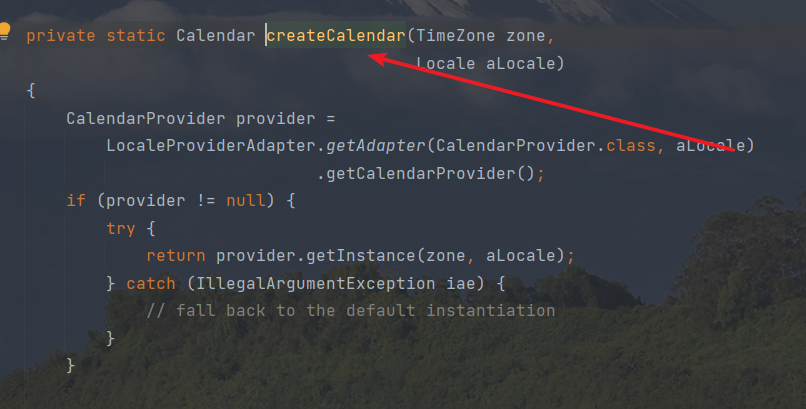 private static Calendar createCalendar(TimeZone zone,
Locale aLocale)
{
CalendarProvider provider =
LocaleProviderAdapter.getAdapter(CalendarProvider.class, aLocale)
.getCalendarProvider();
if (provider != null) {
try {
return provider.getInstance(zone, aLocale);
} catch (IllegalArgumentException iae) {
// fall back to the default instantiation
}
}